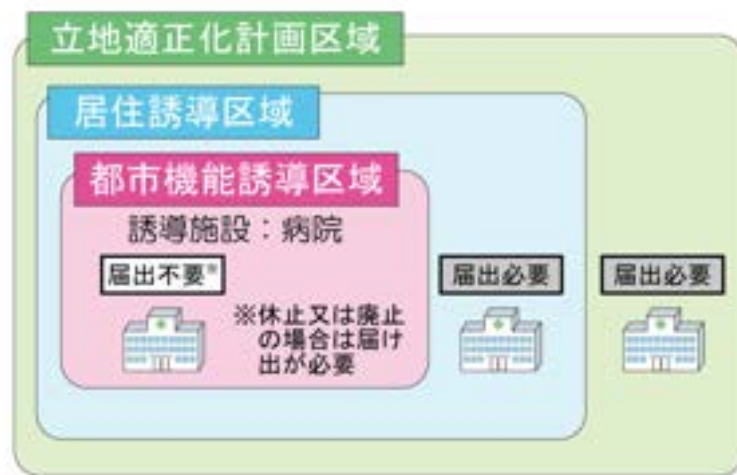 立地適正化計画区域
居住誘導区域
都市機能誘導区域
誘導施設：病院
届出不要※
※休止又は廃止
の場合は届け
出が必要
届出必要
届出必要